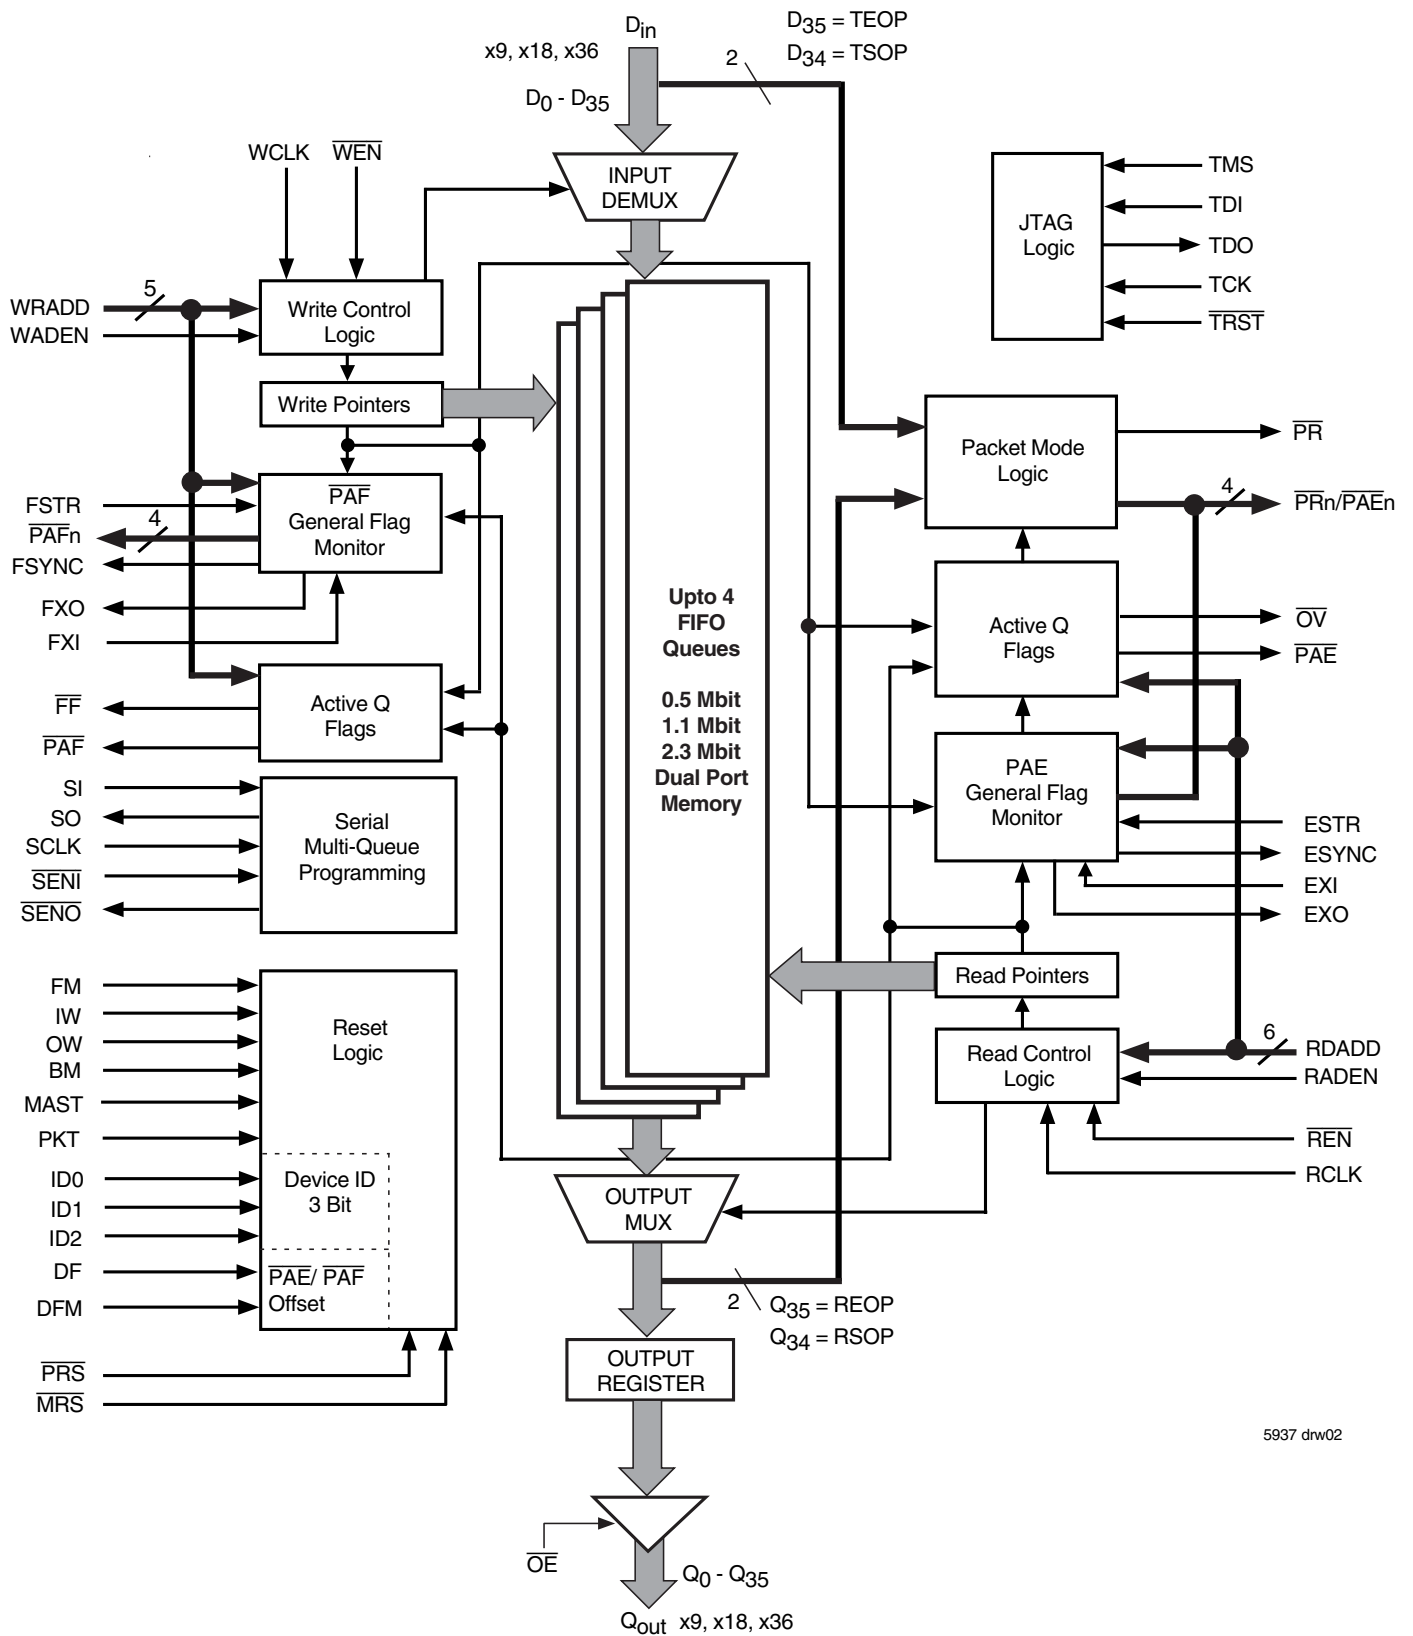 Din
D35 = TEOP
x9, x18, x36
2
D34 = TSOP
D0 - D35
WCLK
WEN
INPUT
DEMUX
JTAG
Logic
TMS
TDI
TDO
TCK
TRST
WRADD
5
WADEN
Write Control
Logic
Write Pointers
FSTR
PAFn
4
FSYNC
FXO
FXI
PAF
General Flag
Monitor
FF
PAF
Active Q
Flags
SI
SO
SCLK
SENI
SENO
Serial
Multi-Queue
Programming
Upto 4
FIFO
Queues
0.5 Mbit
1.1 Mbit
2.3 Mbit
Dual Port
Memory
Packet Mode
Logic
PR
4
PRn/PAEn
Active Q
Flags
OV
PAE
PAE
General Flag
Monitor
ESTR
ESYNC
EXI
EXO
Read Pointers
Read Control
Logic
6
RDADD
RADEN
REN
RCLK
FM
IW
OW
BM
MAST
PKT
ID0
ID1
ID2
DF
DFM
PRS
MRS
Reset
Logic
Device ID
3 Bit
PAE/ PAF
Offset
OUTPUT
MUX
2
Q35 = REOP
Q34 = RSOP
OUTPUT
REGISTER
5937 drw02
OE
Q0 - Q35
Qout x9, x18, x36